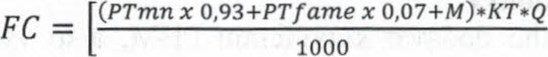 FC = [(PTmn x 0,93+PTfame x 0,07+M)*KT*Q
1000